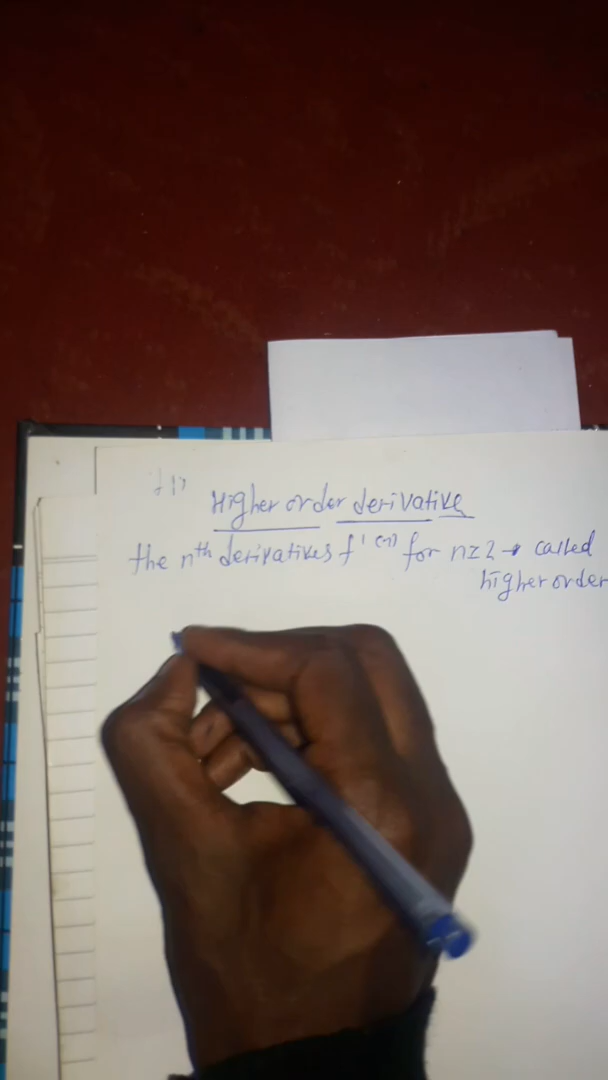 Higher order derivative
the nth derivatives f' (n) for n≥2 → called
higher order